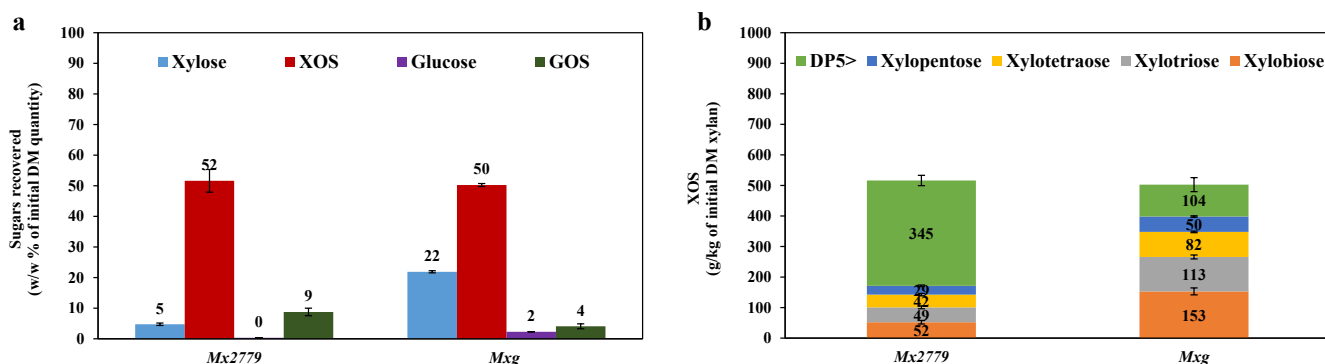 a
Sugars recovered
(w/w % of initial DM quantity)
100
90
80
70
60
50
40
30
20
10
0
Xylose XOS Glucose GOS
5 52 0 9
22 50 2 4
Mx2779 Mxg
b
XOS
(g/kg of initial DM xylan)
1000
900
800
700
600
500
400
300
200
100
0
DP5> Xylopentose Xylotetraose Xylotriose Xylobiose
345
29
42
49
52
104
50
82
113
153
Mx2779 Mxg